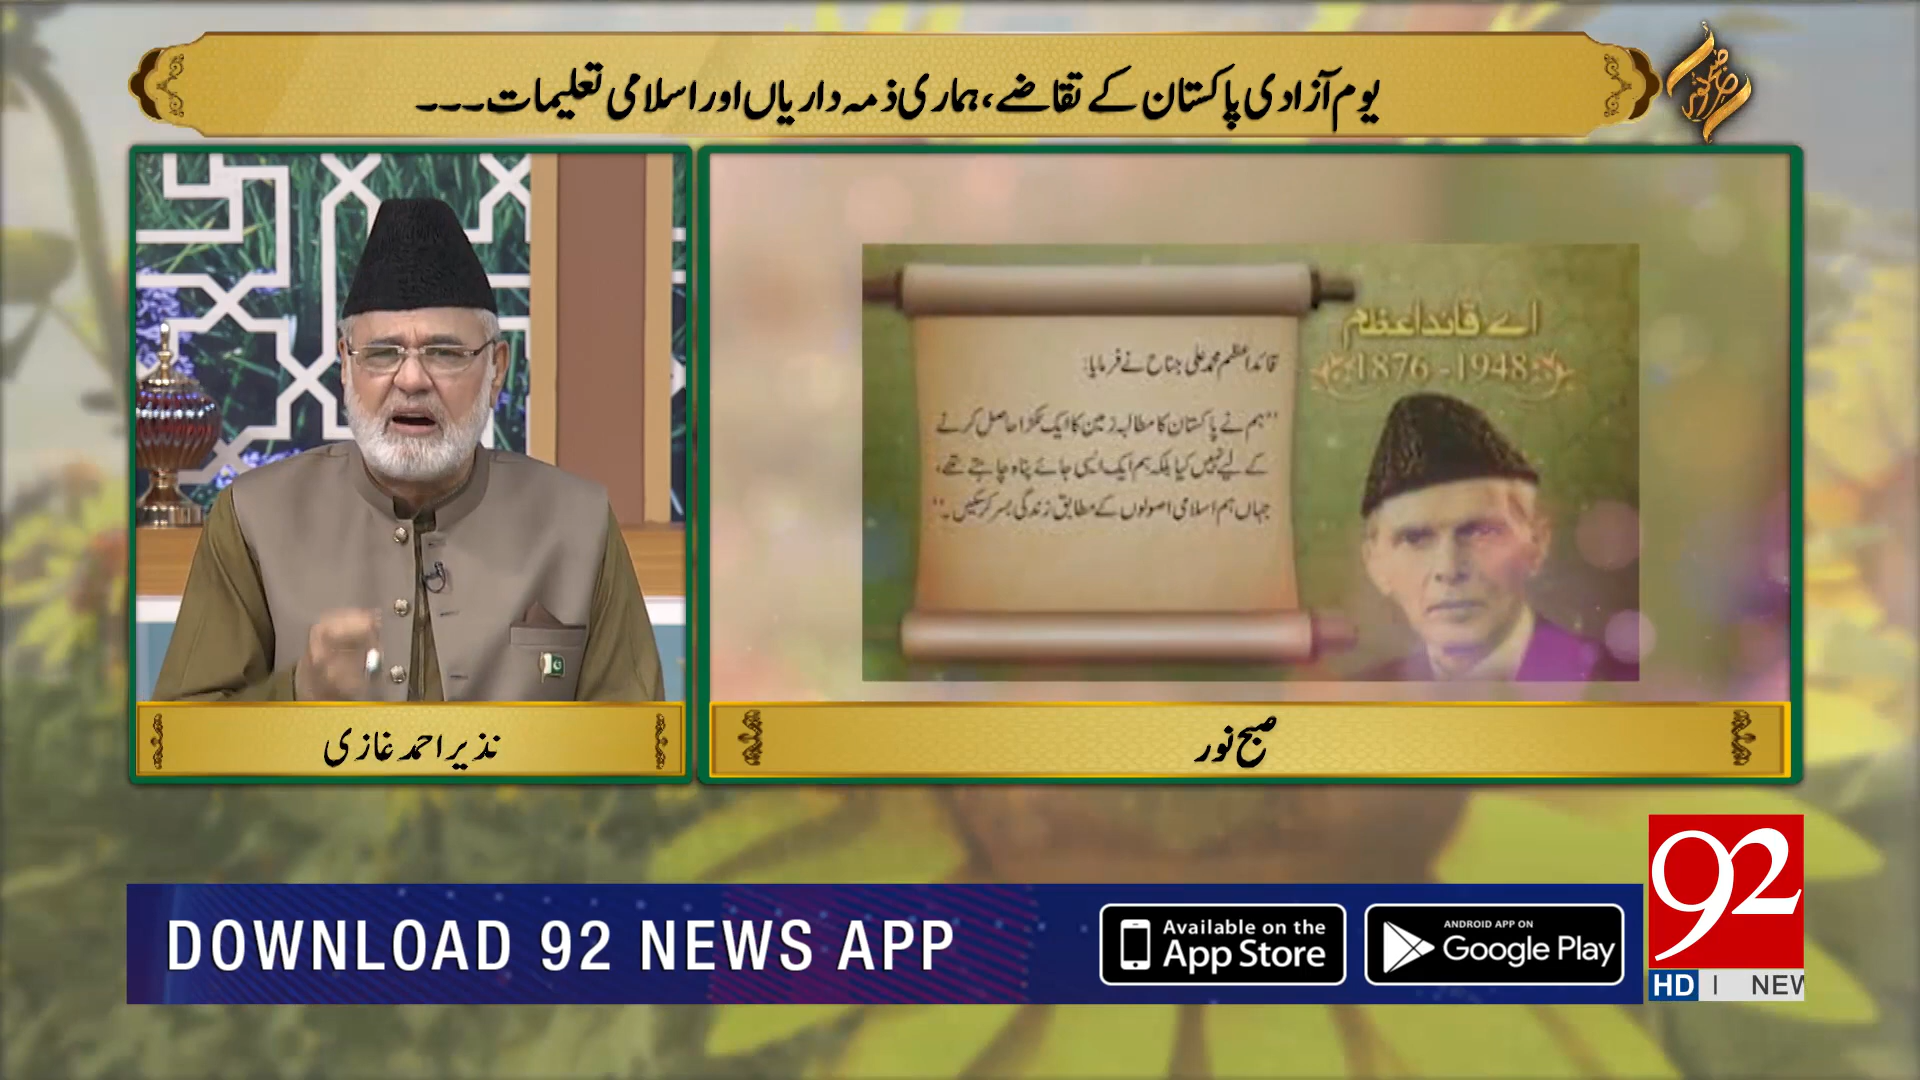 یوم آزادی پاکستان کے تقاضے، ہماری ذمہ داریاں اور اسلامی تعلیمات۔۔۔
صبح نور
اے قائداعظم
1876-1948
قائداعظم محمد علی جناح نے فرمایا:
"ہم نے پاکستان کا مطالبہ زمین کا ایک ٹکڑا حاصل کرنے
کے لیے نہیں کیا بلکہ ہم ایک ایسی جائے پناہ چاہتے تھے،
جہاں ہم اسلامی اصولوں کے مطابق زندگی بسر کر سکیں۔"
نذیر احمد غازی
صبح نور
DOWNLOAD 92 NEWS APP
Available on the
App Store
ANDROID APP ON
Google Play
92
HD | NEW